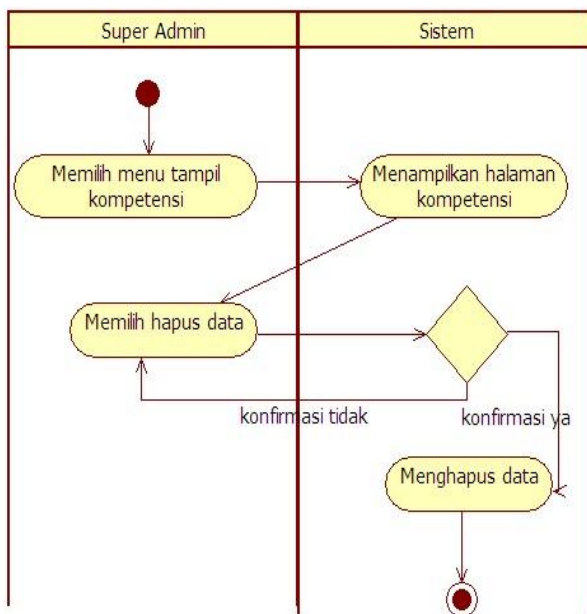 Super Admin
Sistem
Memilih menu tampil
kompetensi
Menampilkan halaman
kompetensi
Memilih hapus data
konfirmasi tidak
konfirmasi ya
Menghapus data